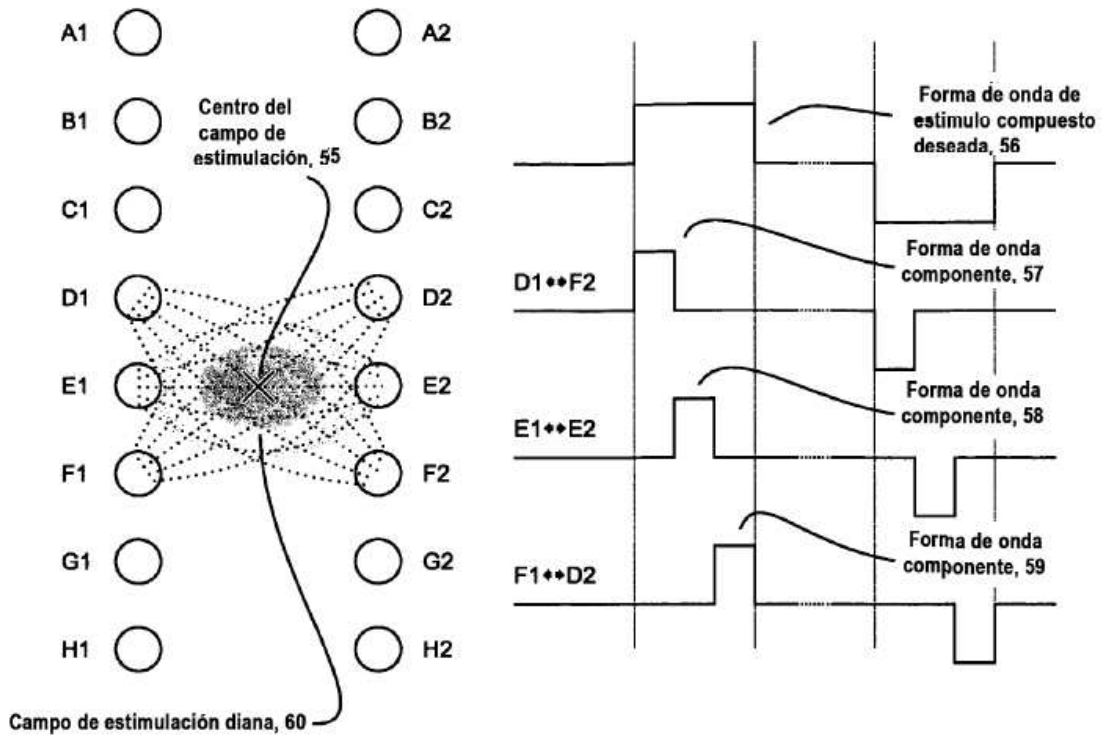 A1
A2
Centro del
campo de
estimulación, 55
B1
B2
C1
C2
D1
D2
E1
E2
F1
F2
G1
G2
H1
H2
Campo de estimulación diana, 60
Forma de onda de
estimulo compuesto
deseada, 56
D1↔F2
Forma de onda
componente, 57
E1↔E2
Forma de onda
componente, 58
F1↔D2
Forma de onda
componente, 59